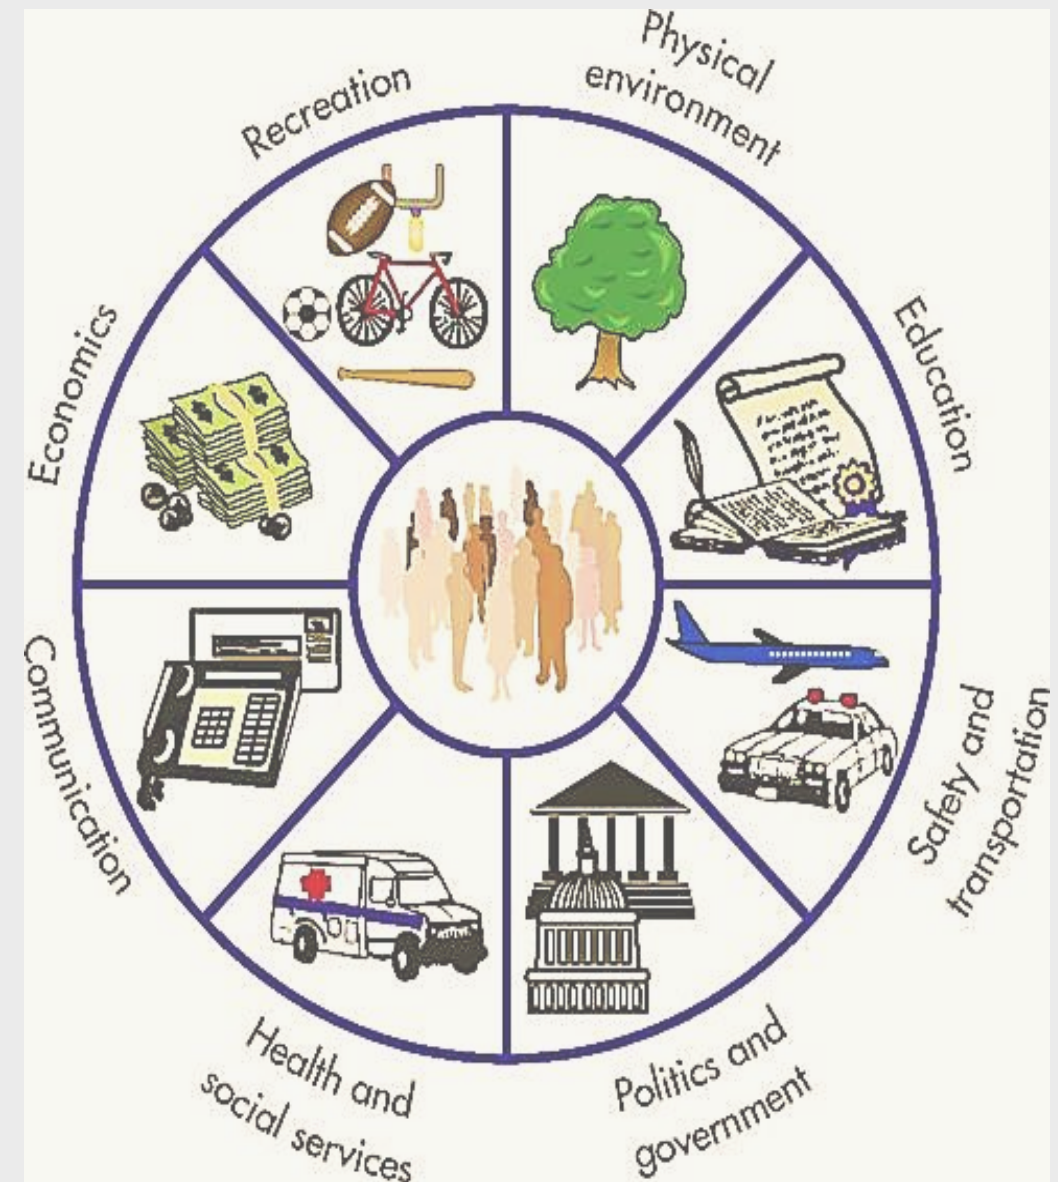 Physical
environment
Education
Safety and
transportation
Politics and
government
Health and
social services
Communication
Economics
Recreation